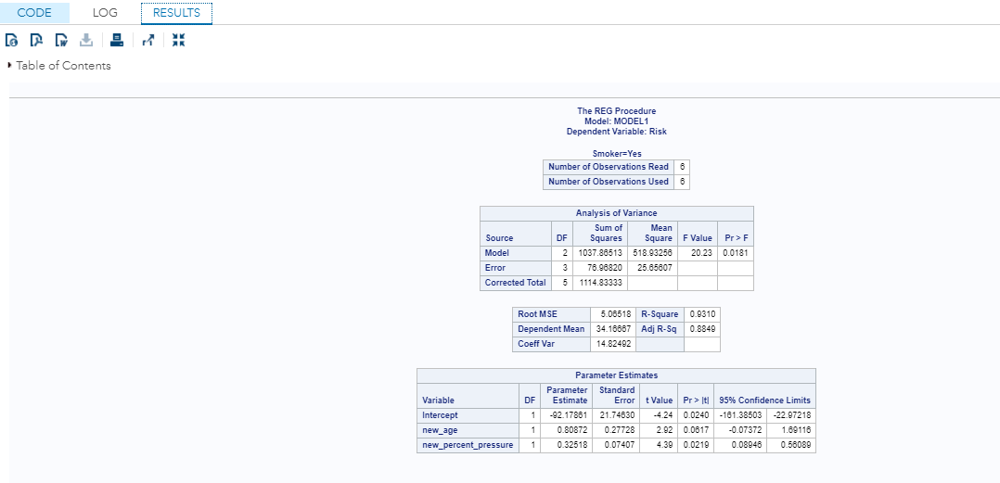 CODE LOG RESULTS
Table of Contents
The REG Procedure
Model: MODEL1
Dependent Variable: Risk
Smoker=Yes
Number of Observations Read 6
Number of Observations Used 6
Analysis of Variance
Source DF Sum of Squares Mean Square F Value Pr > F
Model 2 1037.86513 518.93256 20.23 0.0181
Error 3 76.96820 25.65607
Corrected Total 5 1114.83333
Root MSE 5.06518 R-Square 0.9310
Dependent Mean 34.16667 Adj R-Sq 0.8849
Coeff Var 14.82492
Parameter Estimates
Variable DF Parameter Estimate Standard Error t Value Pr > |t| 95% Confidence Limits
Intercept 1 -92.17861 21.74630 -4.24 0.0240 -161.38503 -22.97218
new_age 1 0.80872 0.27728 2.92 0.0617 -0.07372 1.69116
new_percent_pressure 1 0.32518 0.07407 4.39 0.0219 0.08946 0.56089